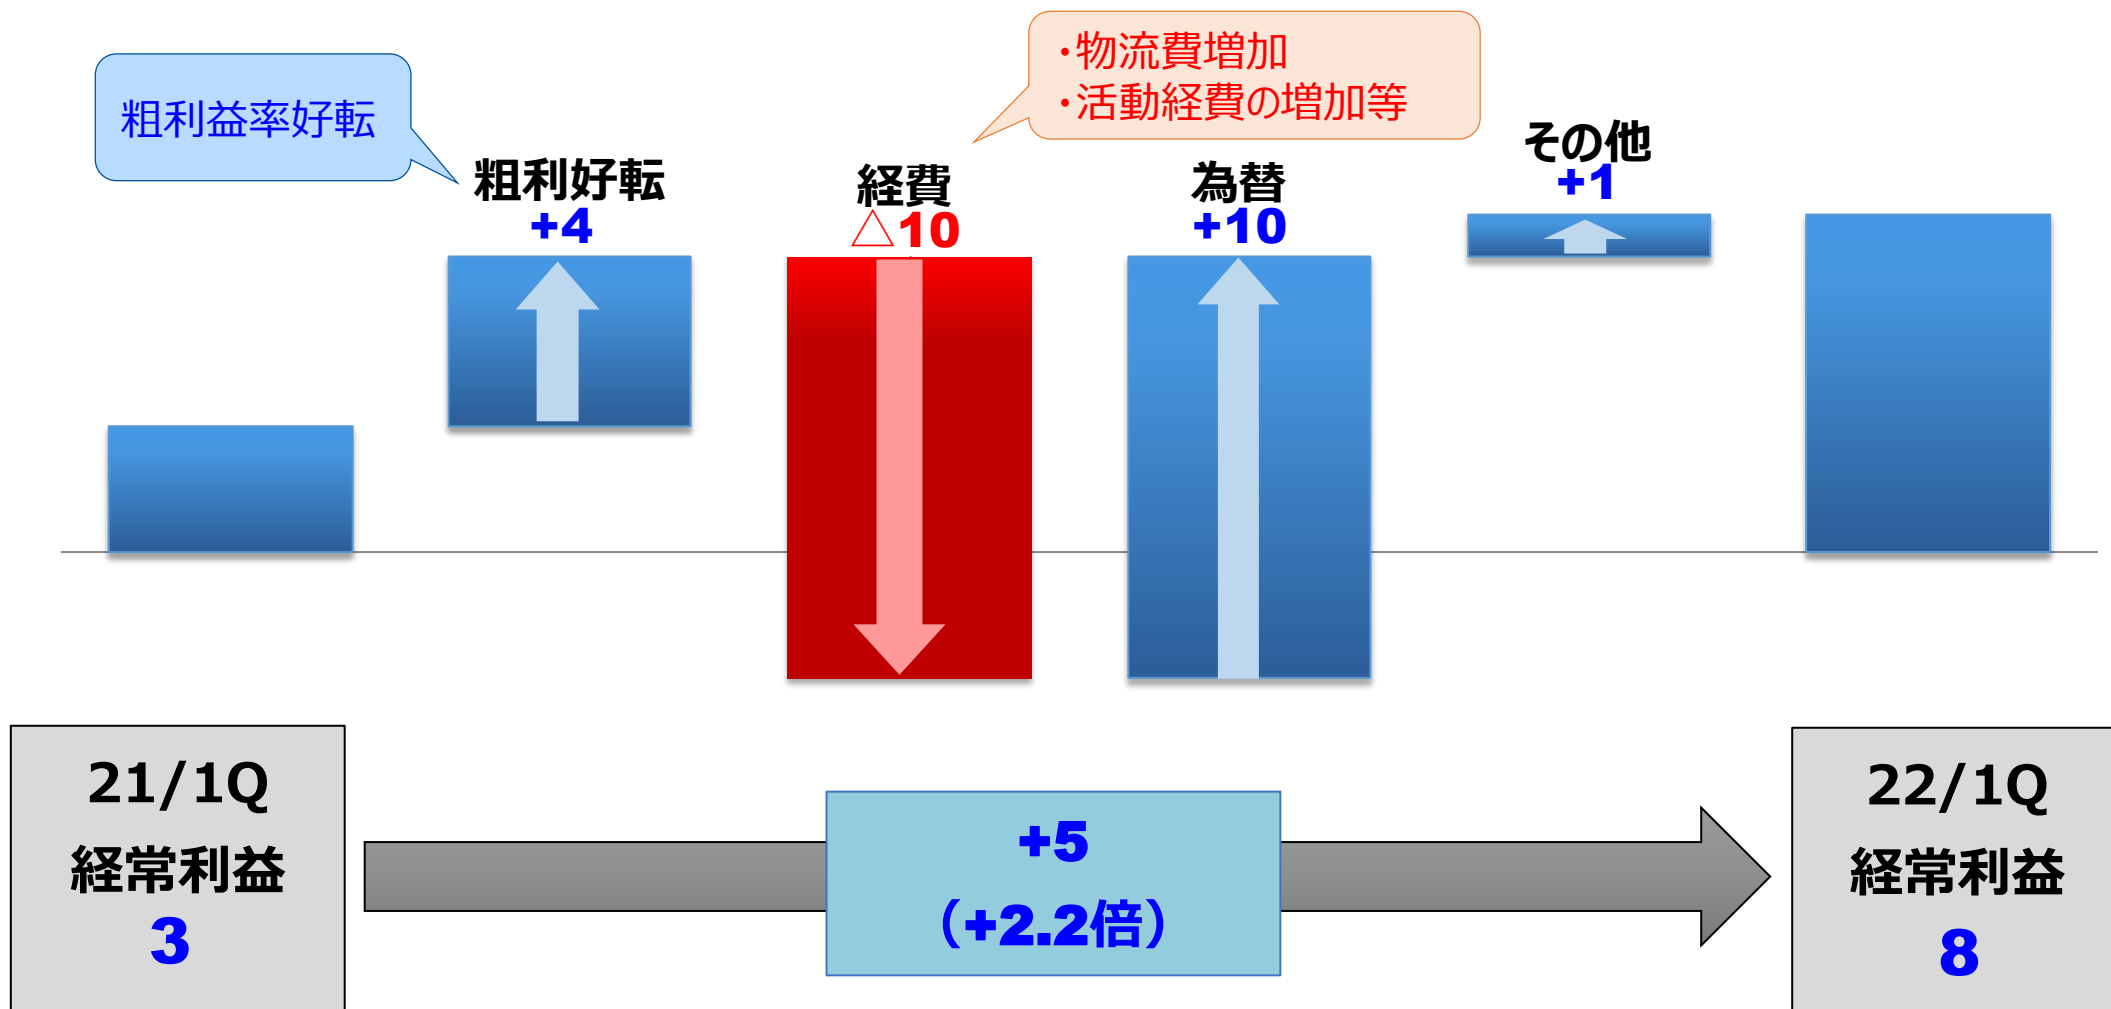 ・物流費増加
・活動経費の増加等
粗利益率好転
粗利好転
+4
経費
△10
為替
+10
その他
+1
21/1Q
経常利益
3
+5
（+2.2倍）
22/1Q
経常利益
8